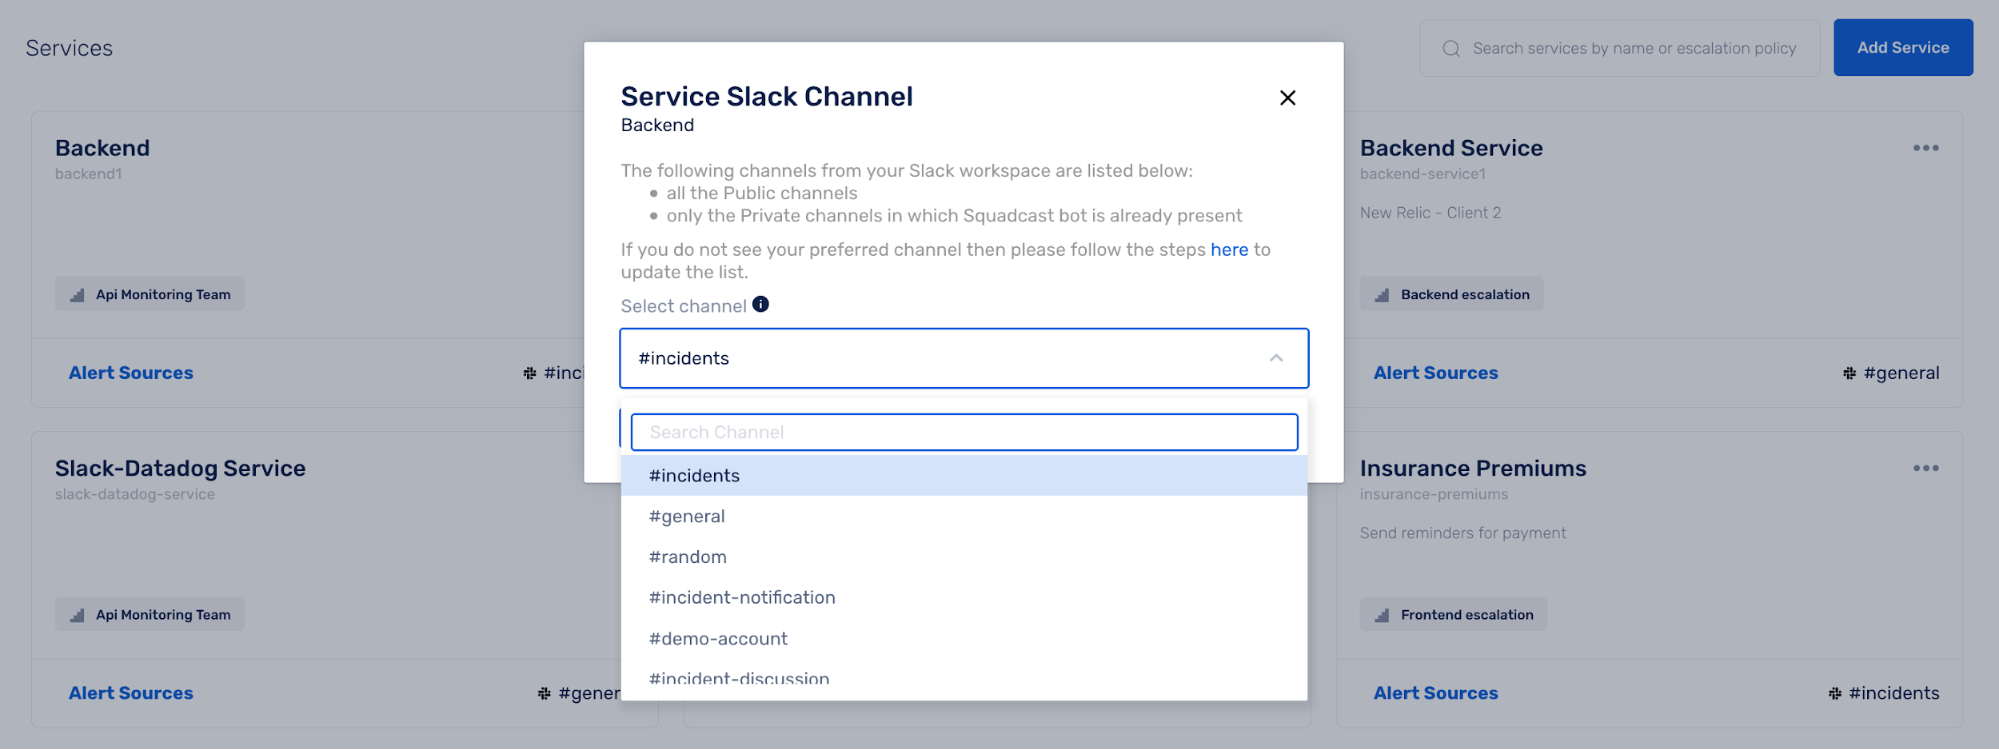 Services
Search services by name or escalation policy
Add Service
Backend
backend1
Api Monitoring Team
Alert Sources
#inci
Slack-Datadog Service
slack-datadog-service
Api Monitoring Team
Alert Sources
#gener
Service Slack Channel
Backend
The following channels from your Slack workspace are listed below:
• all the Public channels
• only the Private channels in which Squadcast bot is already present
If you do not see your preferred channel then please follow the steps here to
update the list.
Select channel
#incidents
Search Channel
#incidents
#general
#random
#incident-notification
#demo-account
#incident-discussion
Backend Service
backend-service1
New Relic - Client 2
Backend escalation
Alert Sources
#general
Insurance Premiums
insurance-premiums
Send reminders for payment
Frontend escalation
Alert Sources
#incidents